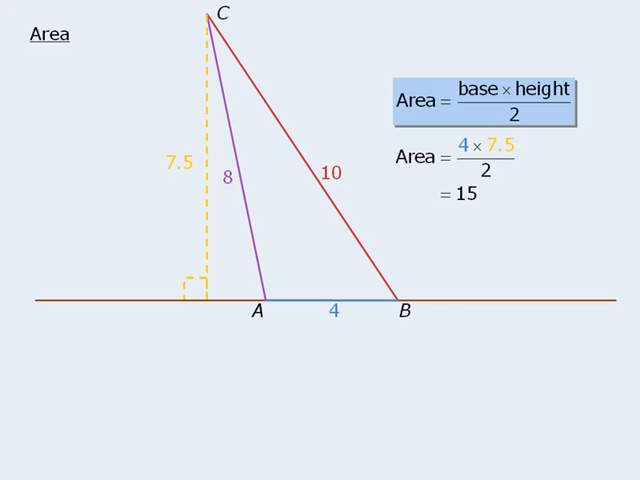 Area
C
Area = base × height / 2
7.5
8
10
Area = 4 × 7.5 / 2
= 15
A
4
B